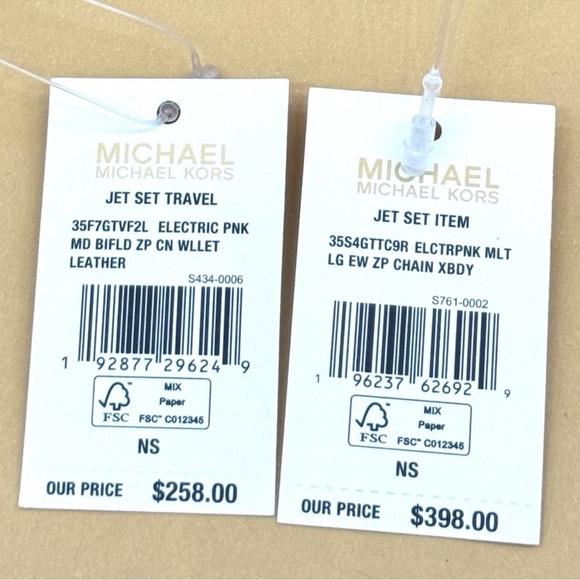 MICHAEL
MICHAEL KORS
JET SET TRAVEL
35F7GTVF2L ELECTRIC PNK
MD BIFLD ZP CN WLLET
LEATHER
S434-0006
1 92877 29624 9
FSC
MIX
Paper
FSC™ C012345
NS
OUR PRICE $258.00
MICHAEL
MICHAEL KORS
JET SET ITEM
35S4GTTC9R ELCTRPNK MLT
LG EW ZP CHAIN XBDY
S761-0002
1 96237 62692 9
FSC
MIX
Paper
FSC™ C012345
NS
OUR PRICE $398.00